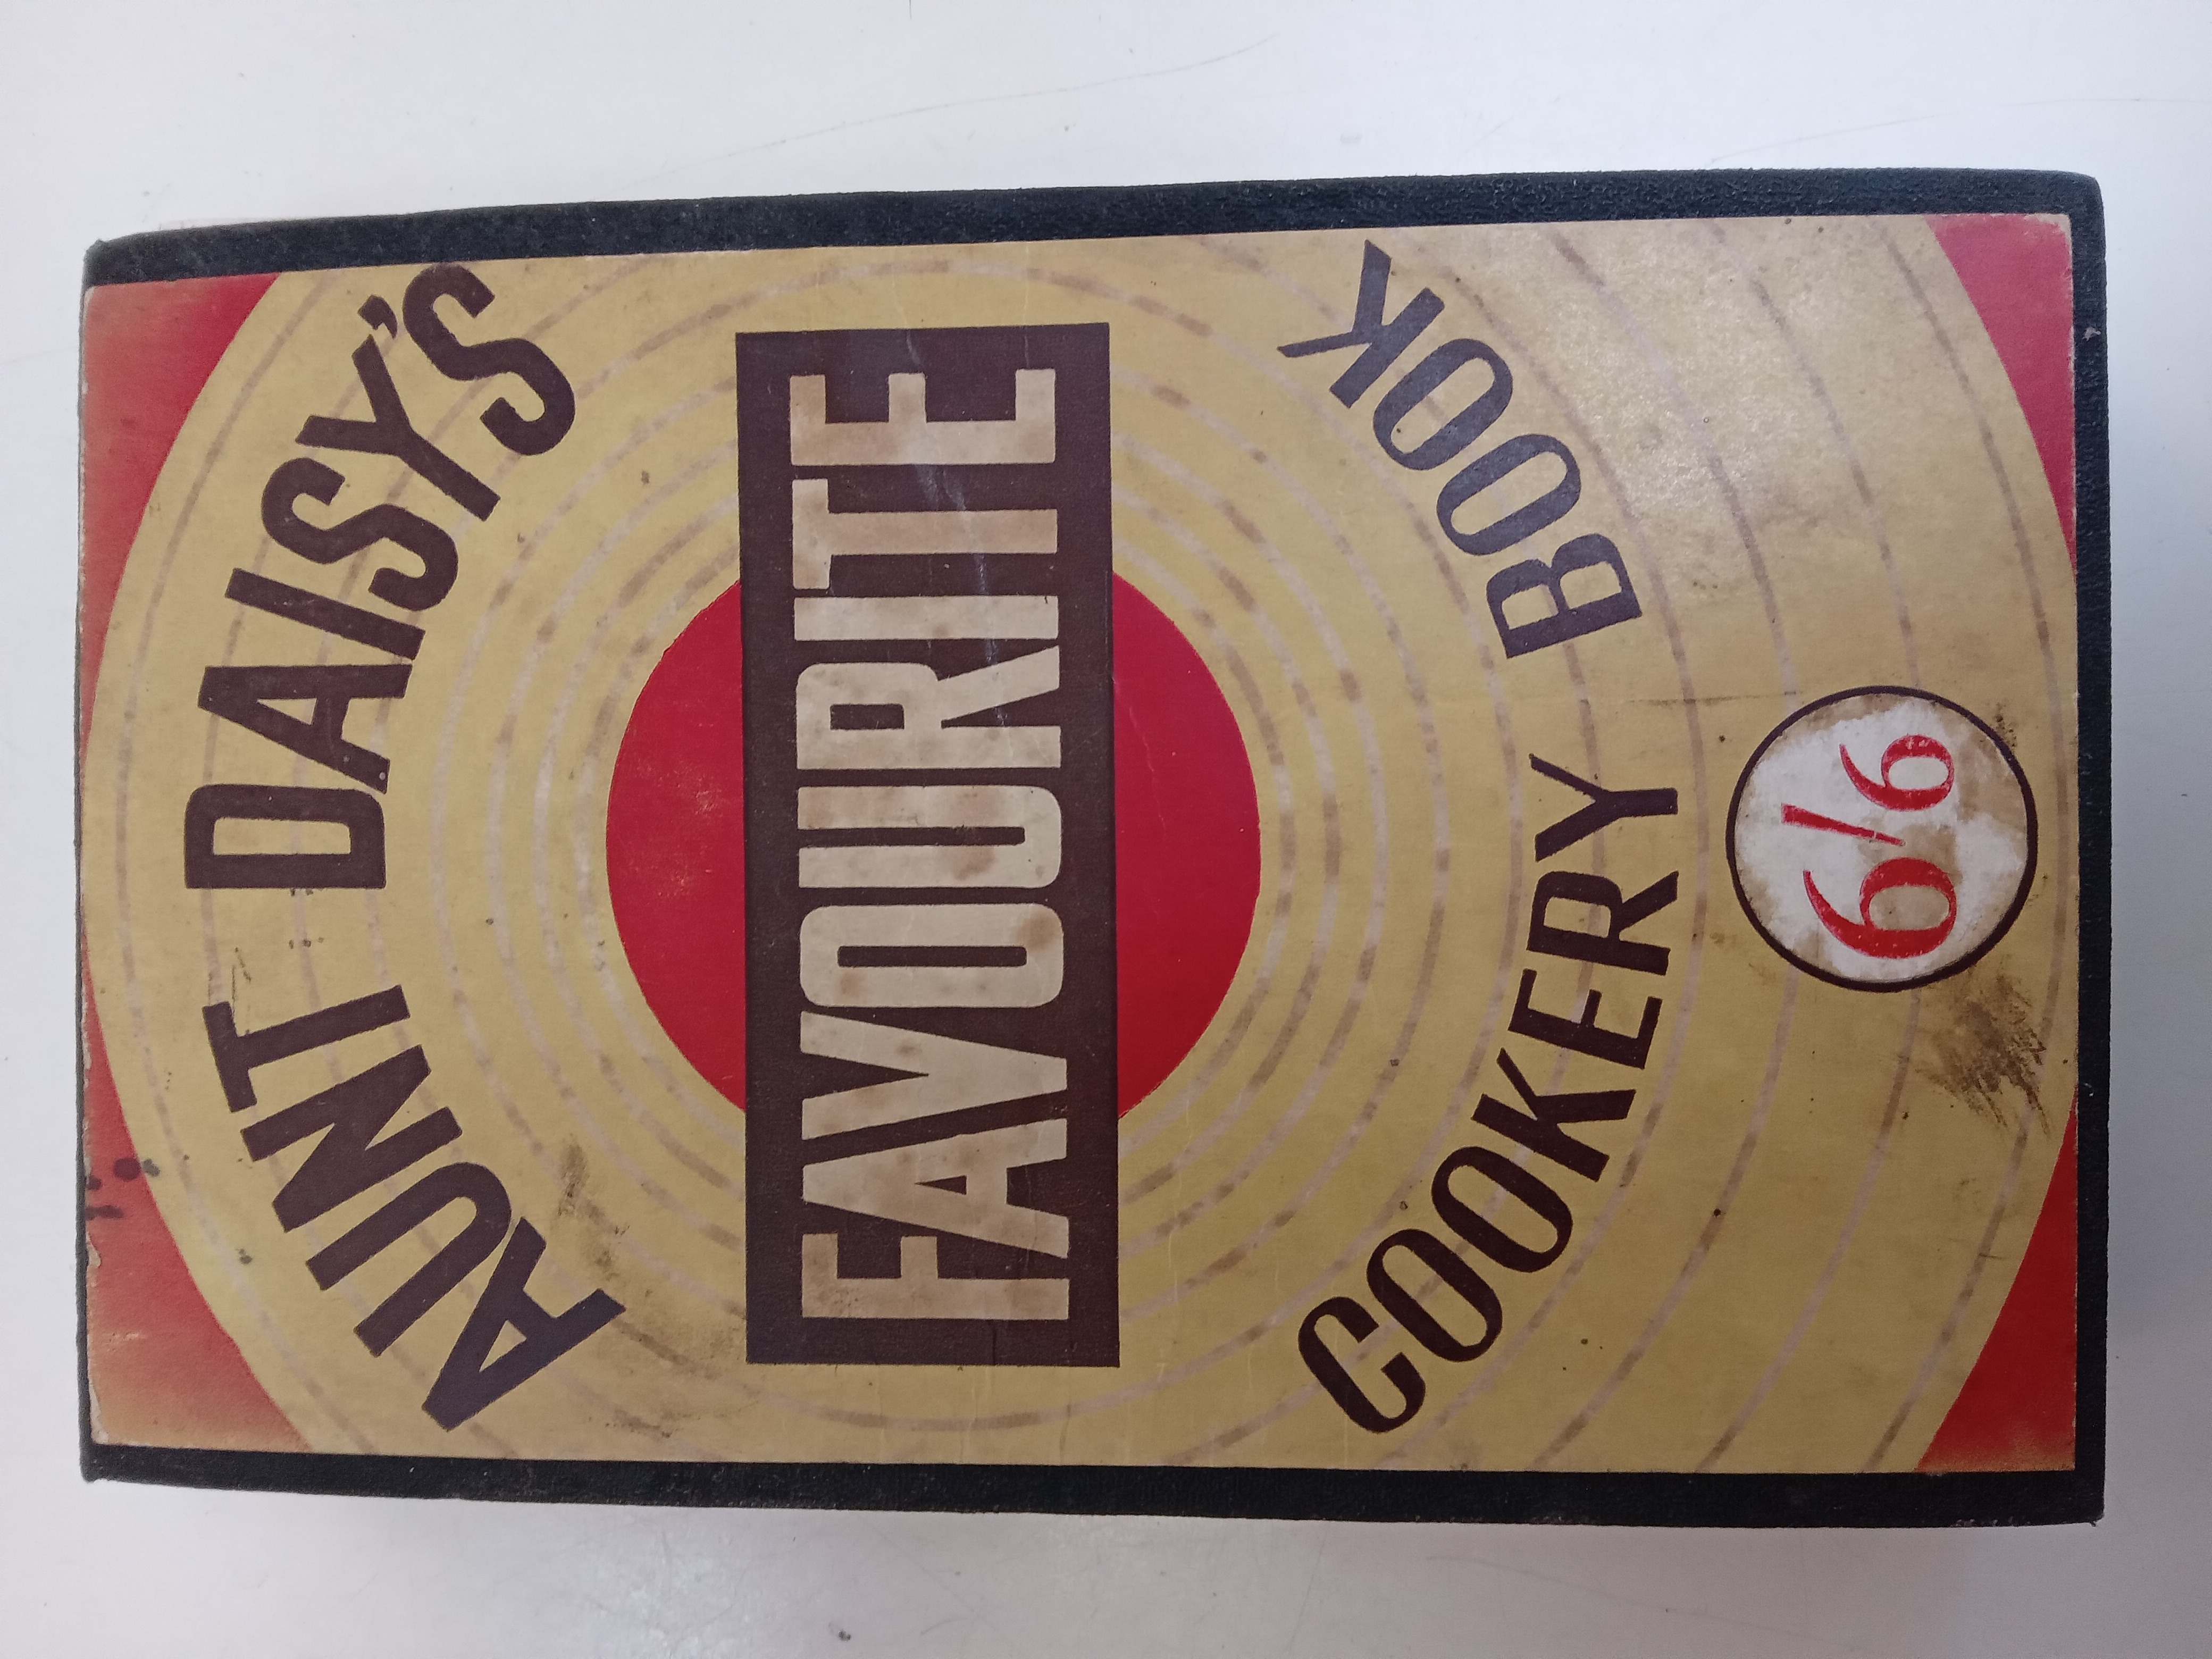 AUNT DAISY'S
FAVOURITE
COOKERY BOOK
6/6